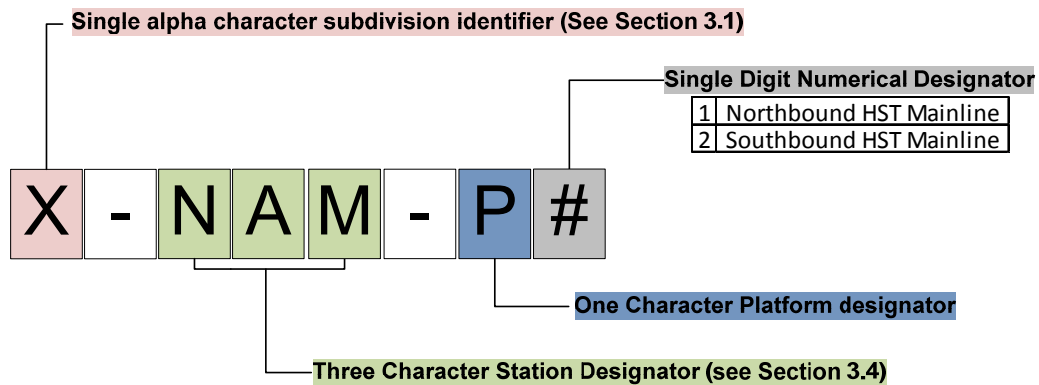 Single alpha character subdivision identifier (See Section 3.1)
Single Digit Numerical Designator
1 Northbound HST Mainline
2 Southbound HST Mainline
X - N A M - P #
One Character Platform designator
Three Character Station Designator (see Section 3.4)